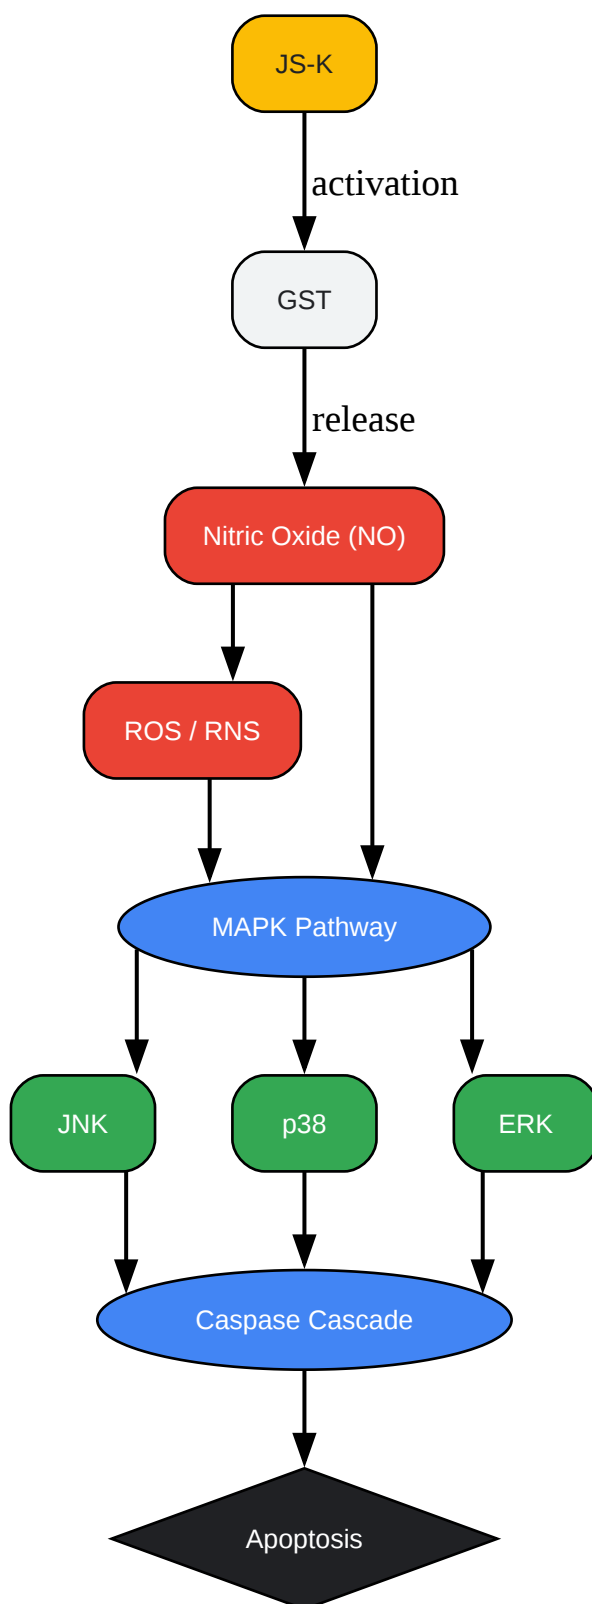 JS-K
activation
GST
release
Nitric Oxide (NO)
ROS / RNS
MAPK Pathway
JNK
p38
ERK
Caspase Cascade
Apoptosis